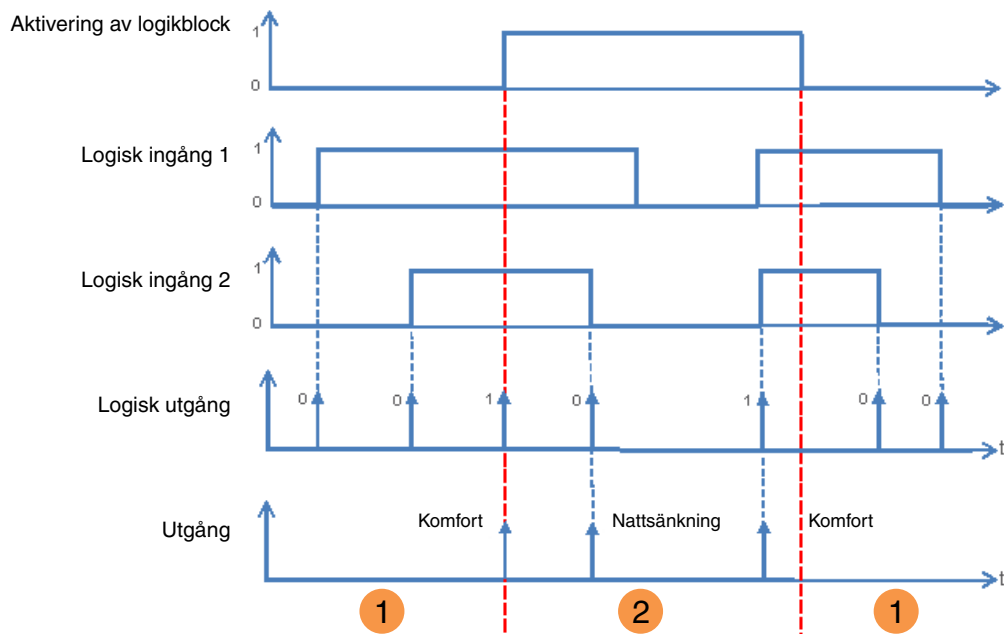 Aktivering av logikblock
1
0
Logisk ingång 1
1
0
Logisk ingång 2
1
0
Logisk utgång
0 0 1 0 1 0 0
t
Utgång
Komfort Nattsänkning Komfort
t
1 2 1